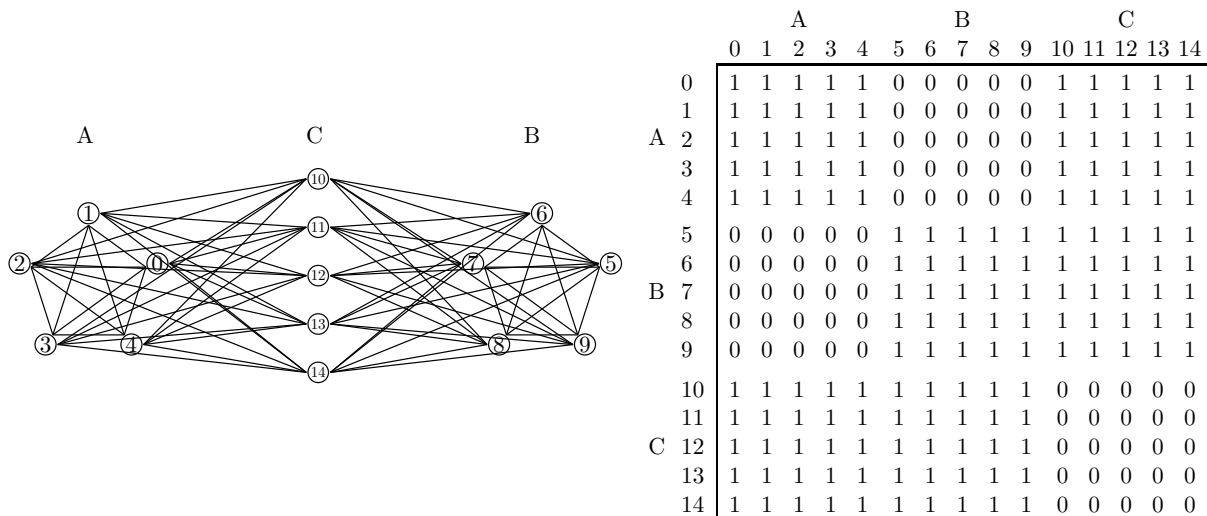 A C B
10
1 6
11
2 0 7 5
12
13
3 4 8 9
14
A B C
0 1 2 3 4 5 6 7 8 9 10 11 12 13 14
0 1 1 1 1 1 0 0 0 0 0 1 1 1 1 1
1 1 1 1 1 1 0 0 0 0 0 1 1 1 1 1
A 2 1 1 1 1 1 0 0 0 0 0 1 1 1 1 1
3 1 1 1 1 1 0 0 0 0 0 1 1 1 1 1
4 1 1 1 1 1 0 0 0 0 0 1 1 1 1 1
5 0 0 0 0 0 1 1 1 1 1 1 1 1 1 1
6 0 0 0 0 0 1 1 1 1 1 1 1 1 1 1
B 7 0 0 0 0 0 1 1 1 1 1 1 1 1 1 1
8 0 0 0 0 0 1 1 1 1 1 1 1 1 1 1
9 0 0 0 0 0 1 1 1 1 1 1 1 1 1 1
10 1 1 1 1 1 1 1 1 1 1 0 0 0 0 0
11 1 1 1 1 1 1 1 1 1 1 0 0 0 0 0
C 12 1 1 1 1 1 1 1 1 1 1 0 0 0 0 0
13 1 1 1 1 1 1 1 1 1 1 0 0 0 0 0
14 1 1 1 1 1 1 1 1 1 1 0 0 0 0 0